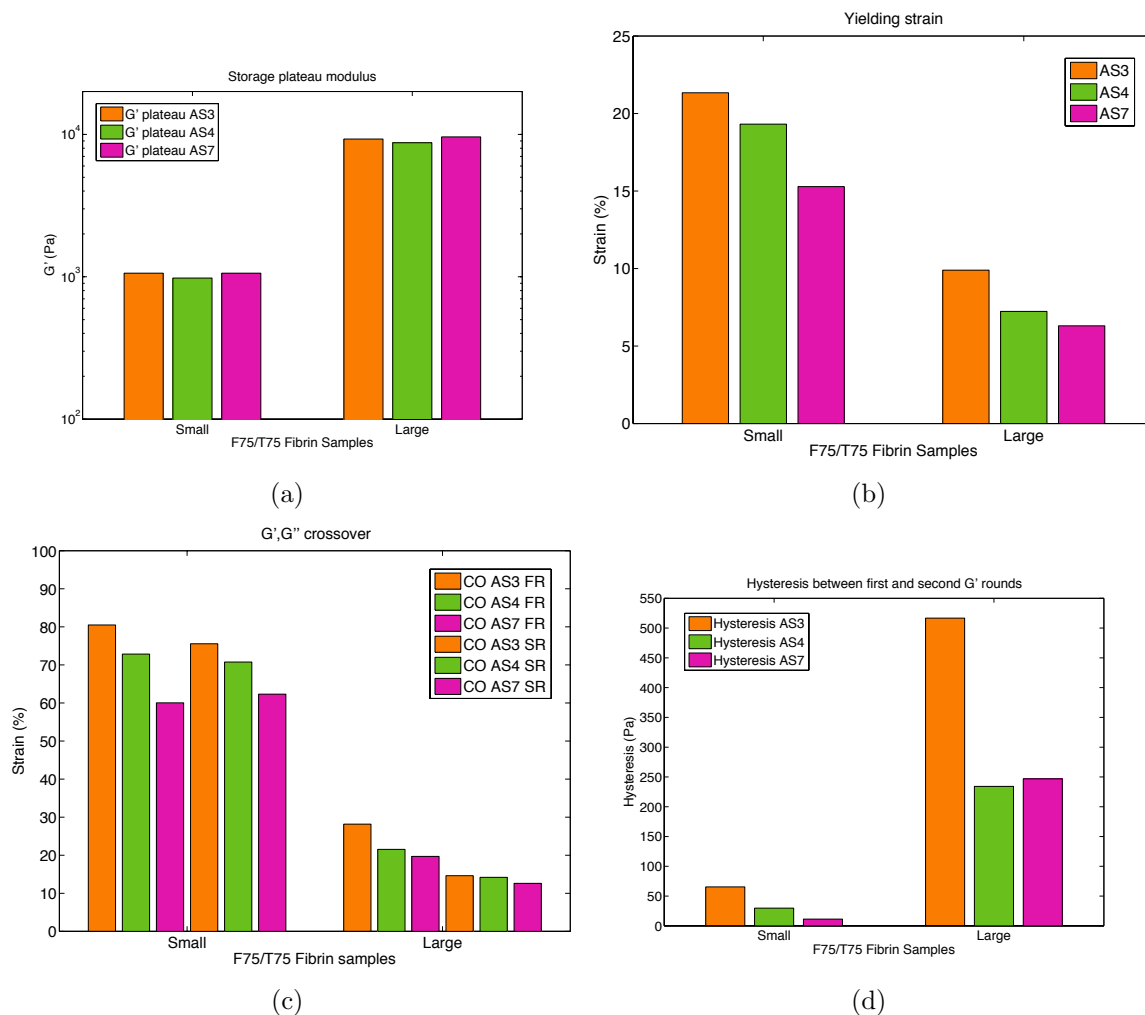 Storage plateau modulus
G' plateau AS3
G' plateau AS4
G' plateau AS7
10^4
10^3
10^2
G' (Pa)
Small
Large
F75/T75 Fibrin Samples
(a)
Yielding strain
AS3
AS4
AS7
25
20
15
10
5
0
Strain (%)
Small
Large
F75/T75 Fibrin Samples
(b)
G',G'' crossover
CO AS3 FR
CO AS4 FR
CO AS7 FR
CO AS3 SR
CO AS4 SR
CO AS7 SR
100
90
80
70
60
50
40
30
20
10
0
Strain (%)
Small
Large
F75/T75 Fibrin samples
(c)
Hysteresis between first and second G' rounds
Hysteresis AS3
Hysteresis AS4
Hysteresis AS7
550
500
450
400
350
300
250
200
150
100
50
0
Hysteresis (Pa)
Small
Large
F75/T75 Fibrin Samples
(d)